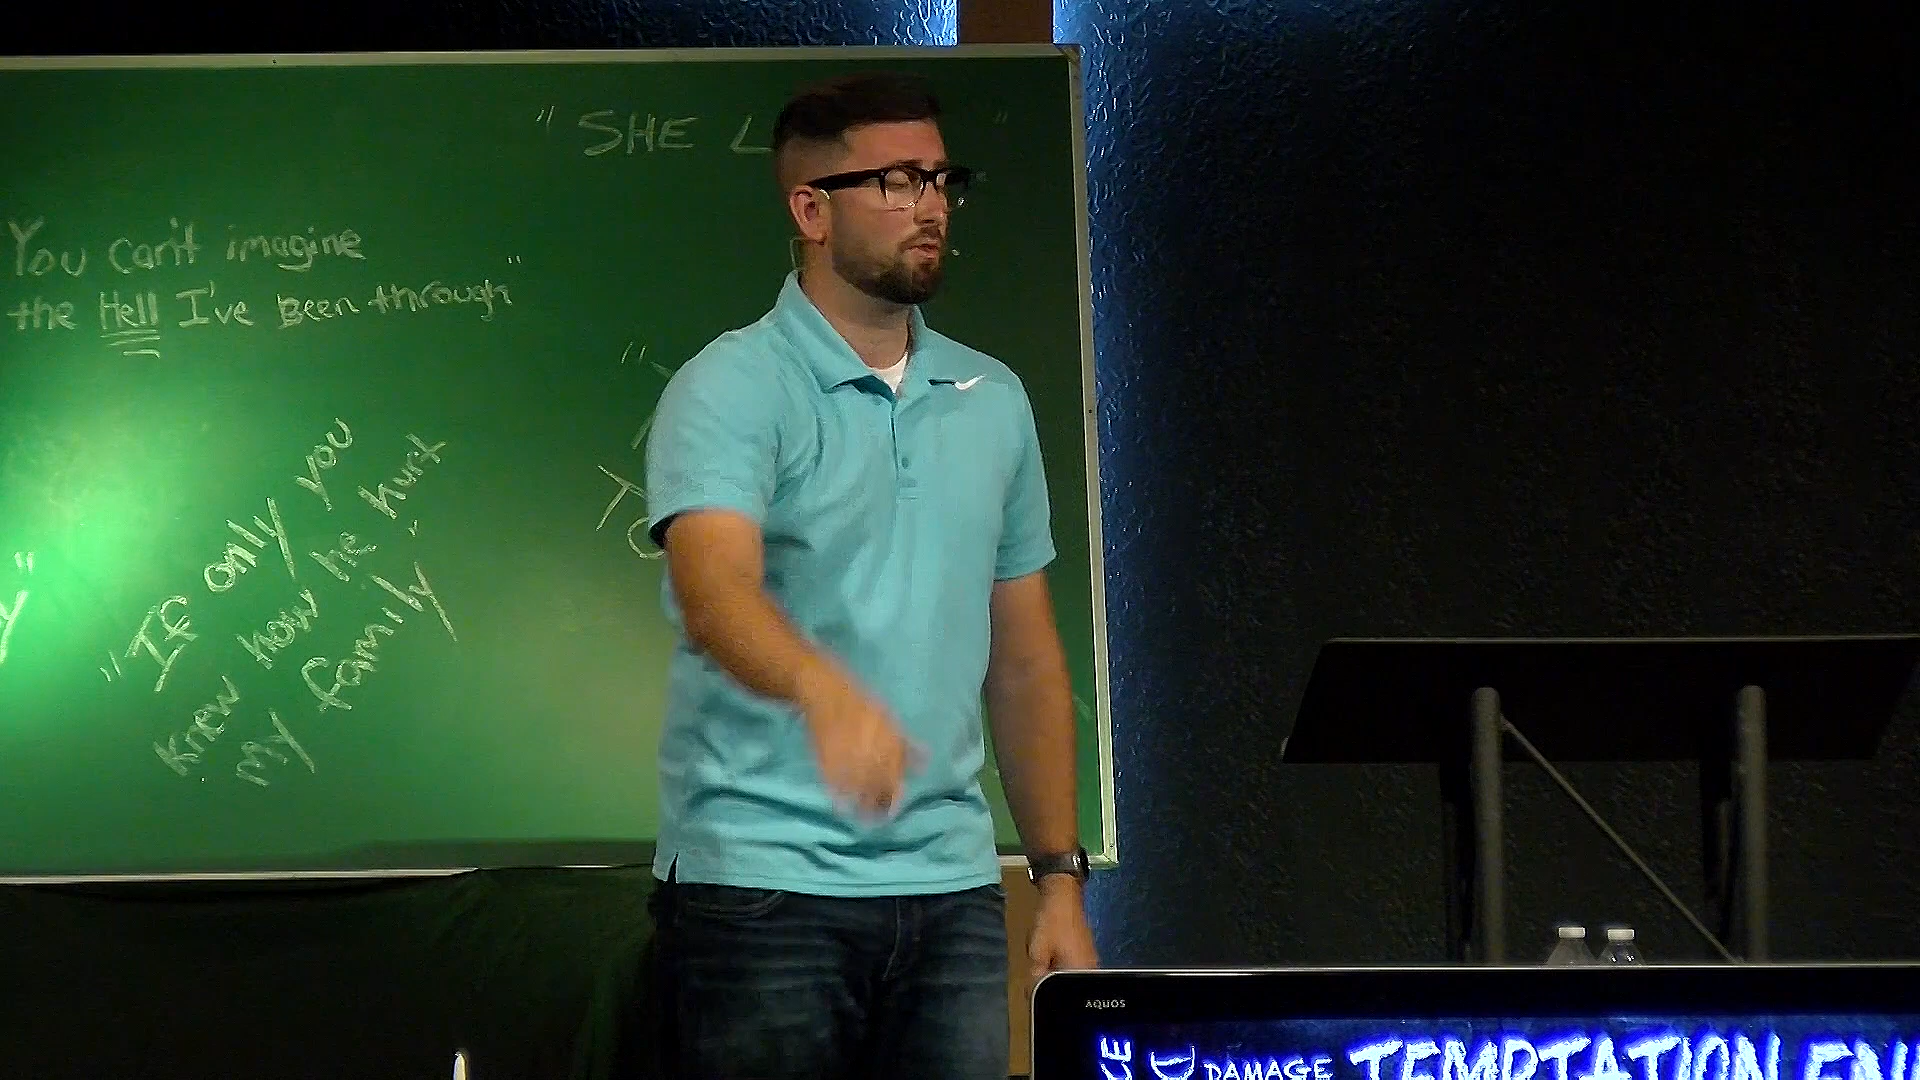 " SHE L "
You Can't imagine
the Hell I've Been through"
"If only you
knew how he hurt
my family"
y"
AQUOS
DAMAGE TEMPTATION